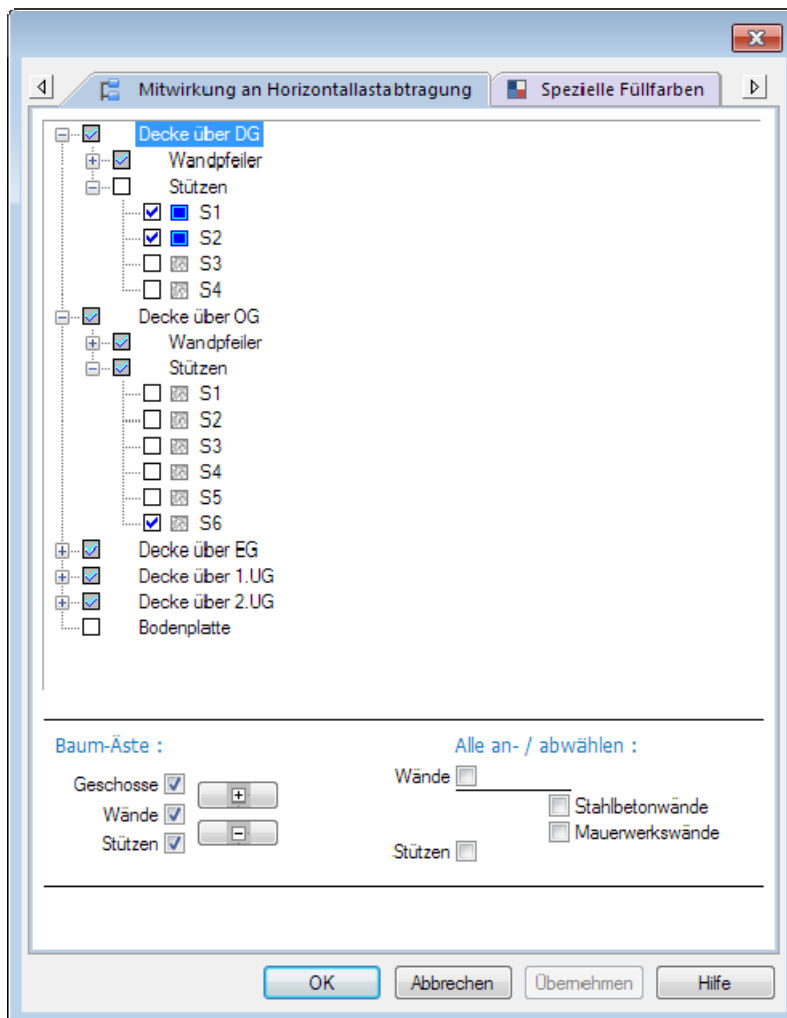 Mitwirkung an Horizontallastabtragung
Spezielle Füllfarben
Decke über DG
Wandpfeiler
Stützen
S1
S2
S3
S4
Decke über OG
Wandpfeiler
Stützen
S1
S2
S3
S4
S5
S6
Decke über EG
Decke über 1.UG
Decke über 2.UG
Bodenplatte
Baum-Äste :
Geschosse
Wände
Stützen
Alle an- / abwählen :
Wände
Stahlbetonwände
Mauerwerkswände
Stützen
OK
Abbrechen
Übernehmen
Hilfe